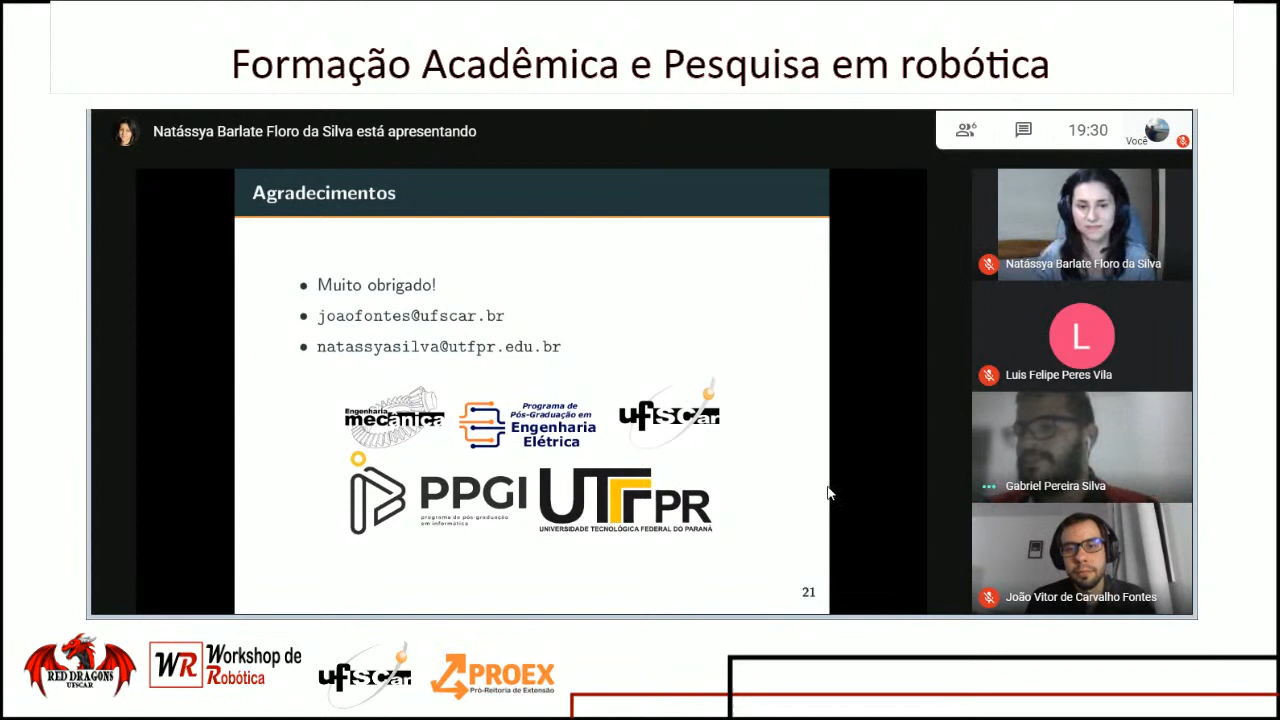 Formação Acadêmica e Pesquisa em robótica
Natássya Barlate Floro da Silva está apresentando
6
19:30
Você
Agradecimentos
• Muito obrigado!
• joaofontes@ufscar.br
• natassyasilva@utfpr.edu.br
Engenharia
mecânica
Programa de
Pós-Graduação em
Engenharia
Elétrica
ufscar
PPGI
programa de pós-graduação
em informática
UTFPR
UNIVERSIDADE TECNOLÓGICA FEDERAL DO PARANÁ
21
Natássya Barlate Floro da Silva
L
Luis Felipe Peres Vila
Gabriel Pereira Silva
João Vitor de Carvalho Fontes
RED DRAGONS
UFSCAR
WR
Workshop de
Robótica
ufscar
PROEX
Pró-Reitoria de Extensão